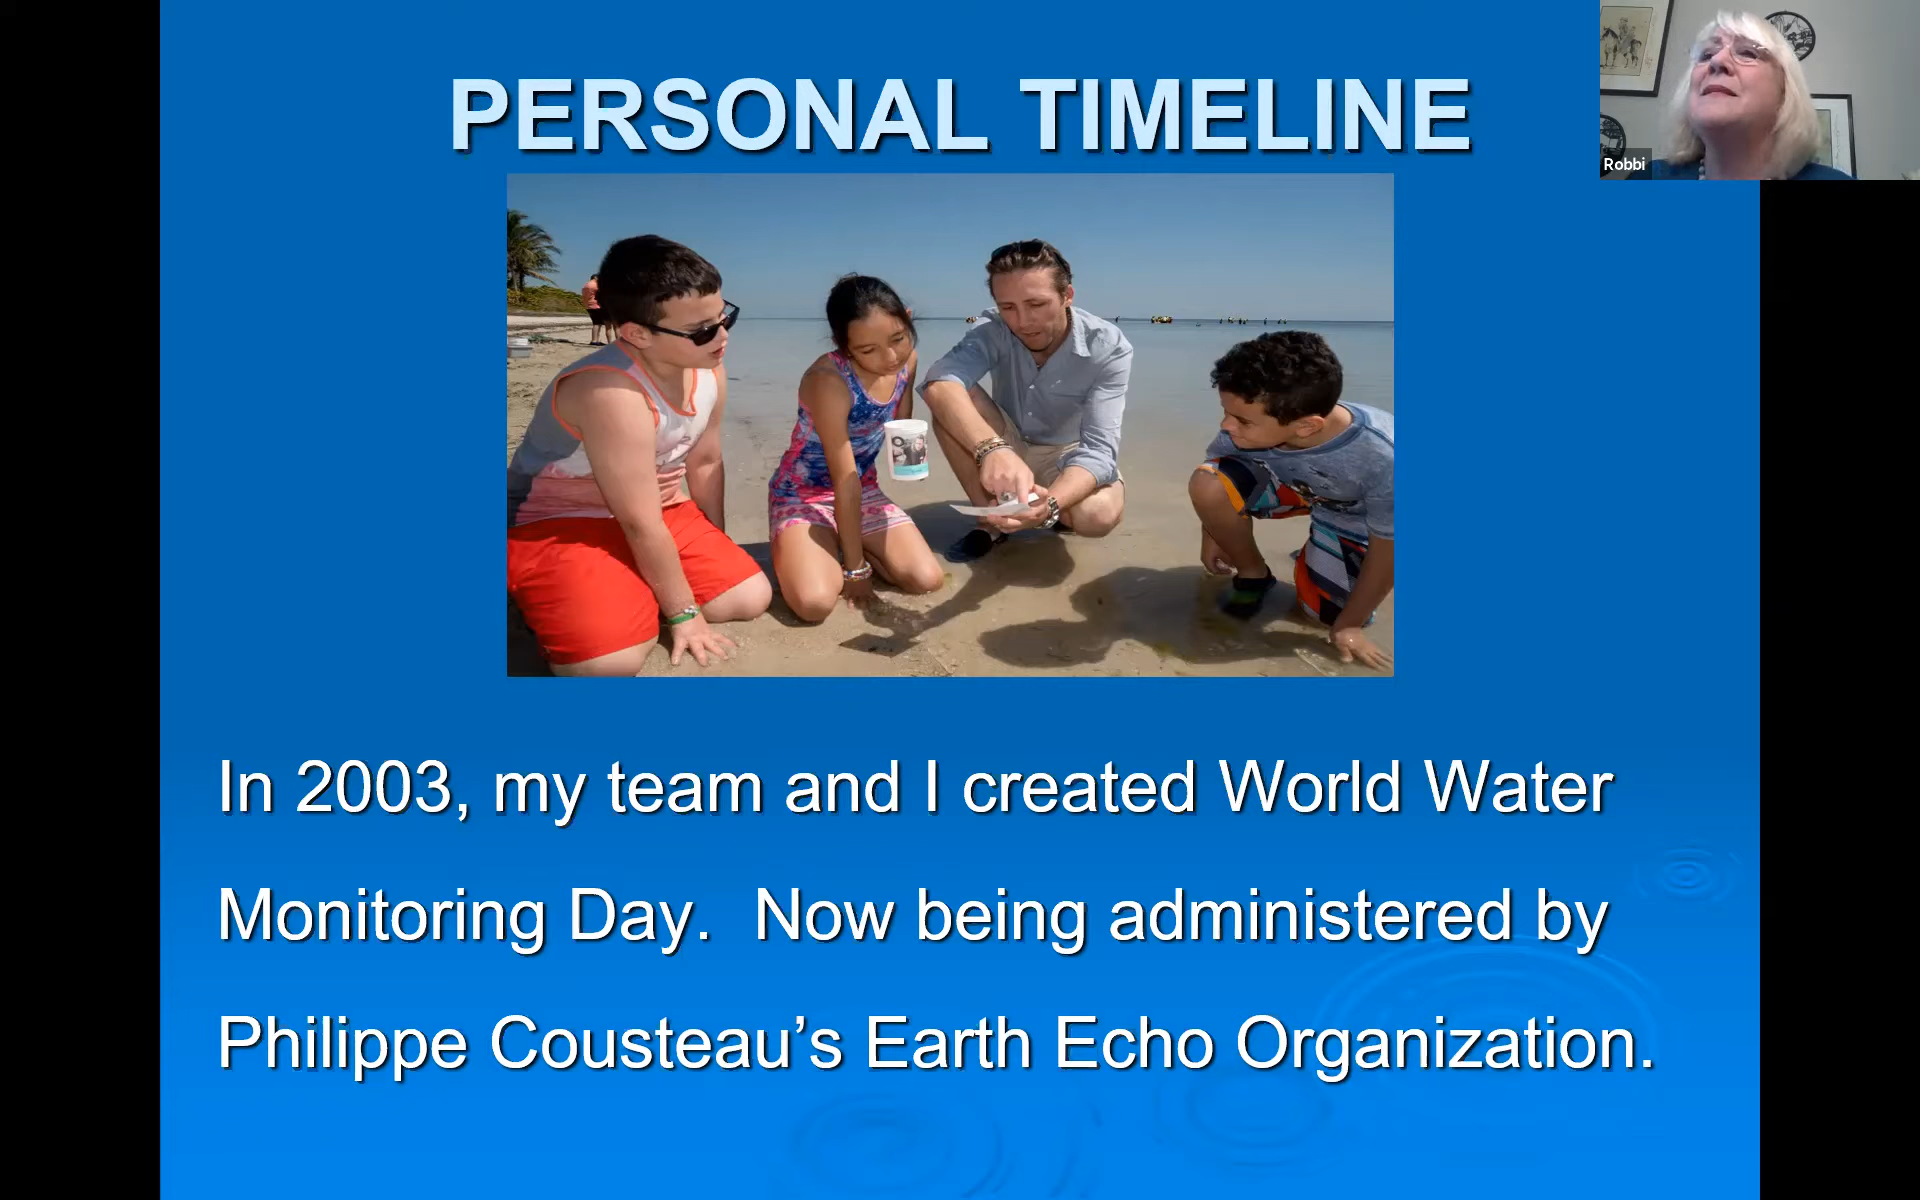 PERSONAL TIMELINE
Robbi
In 2003, my team and I created World Water
Monitoring Day.  Now being administered by
Philippe Cousteau’s Earth Echo Organization.